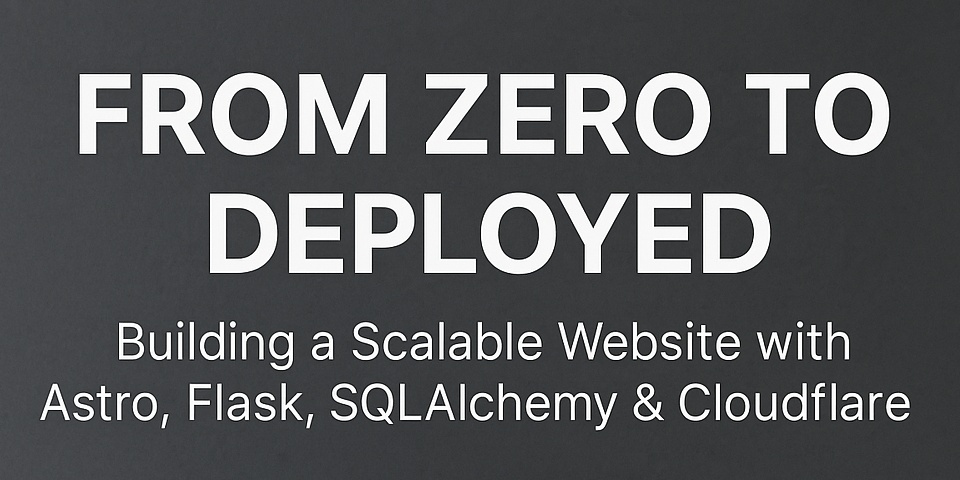 FROM ZERO TO
DEPLOYED
Building a Scalable Website with
Astro, Flask, SQLAlchemy & Cloudflare